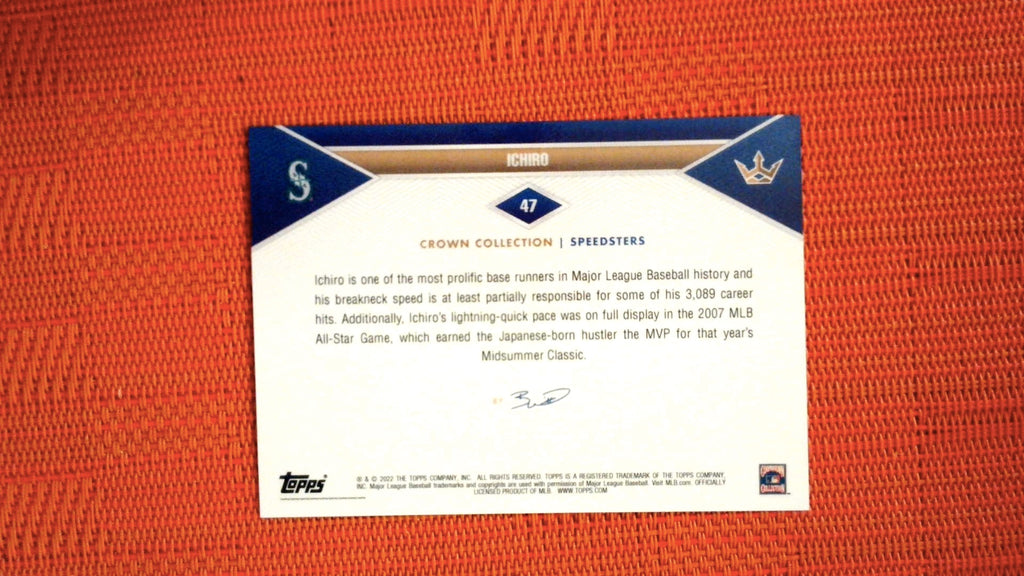 S
ICHIRO
47
CROWN COLLECTION | SPEEDSTERS
Ichiro is one of the most prolific base runners in Major League Baseball history and
his breakneck speed is at least partially responsible for some of his 3,089 career
hits. Additionally, Ichiro's lightning-quick pace was on full display in the 2007 MLB
All-Star Game, which earned the Japanese-born hustler the MVP for that year's
Midsummer Classic.
BY
Topps
® & © 2022 THE TOPPS COMPANY, INC. ALL RIGHTS RESERVED. TOPPS IS A REGISTERED TRADEMARK OF THE TOPPS COMPANY,
INC. Major League Baseball trademarks and copyrights are used with permission of Major League Baseball. Visit MLB.com OFFICIALLY
LICENSED PRODUCT OF MLB. WWW.TOPPS.COM